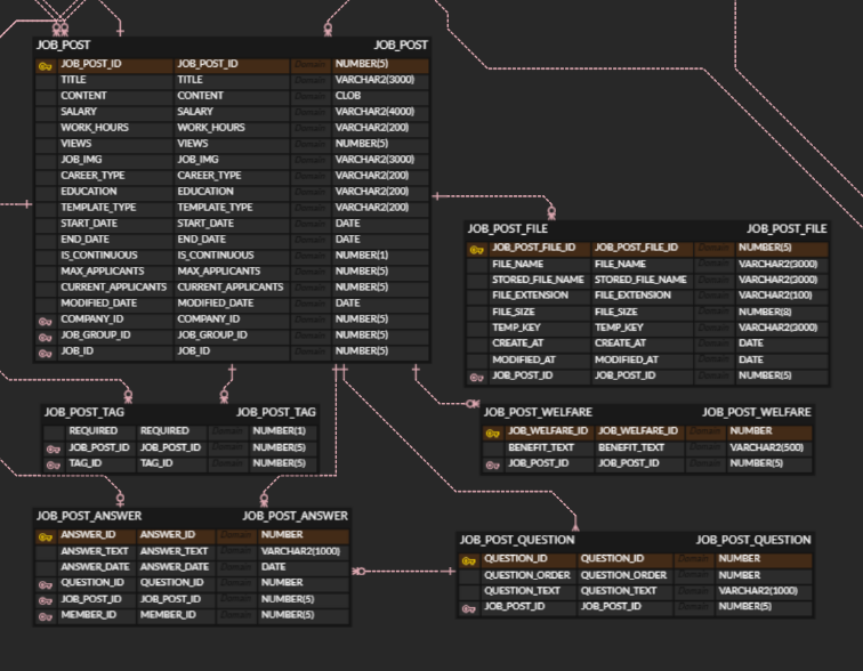 JOB_POST JOB_POST
JOB_POST_ID JOB_POST_ID Domain NUMBER(5)
TITLE TITLE Domain VARCHAR2(3000)
CONTENT CONTENT Domain CLOB
SALARY SALARY Domain VARCHAR2(4000)
WORK_HOURS WORK_HOURS Domain VARCHAR2(200)
VIEWS VIEWS Domain NUMBER(5)
JOB_IMG JOB_IMG Domain VARCHAR2(3000)
CAREER_TYPE CAREER_TYPE Domain VARCHAR2(200)
EDUCATION EDUCATION Domain VARCHAR2(200)
TEMPLATE_TYPE TEMPLATE_TYPE Domain VARCHAR2(200)
START_DATE START_DATE Domain DATE
END_DATE END_DATE Domain DATE
IS_CONTINUOUS IS_CONTINUOUS Domain NUMBER(1)
MAX_APPLICANTS MAX_APPLICANTS Domain NUMBER(5)
CURRENT_APPLICANTS CURRENT_APPLICANTS Domain NUMBER(5)
MODIFIED_DATE MODIFIED_DATE Domain DATE
COMPANY_ID COMPANY_ID Domain NUMBER(5)
JOB_GROUP_ID JOB_GROUP_ID Domain NUMBER(5)
JOB_ID JOB_ID Domain NUMBER(5)
JOB_POST_FILE JOB_POST_FILE
JOB_POST_FILE_ID JOB_POST_FILE_ID Domain NUMBER(5)
FILE_NAME FILE_NAME Domain VARCHAR2(3000)
STORED_FILE_NAME STORED_FILE_NAME Domain VARCHAR2(3000)
FILE_EXTENSION FILE_EXTENSION Domain VARCHAR2(100)
FILE_SIZE FILE_SIZE Domain NUMBER(8)
TEMP_KEY TEMP_KEY Domain VARCHAR2(3000)
CREATE_AT CREATE_AT Domain DATE
MODIFIED_AT MODIFIED_AT Domain DATE
JOB_POST_ID JOB_POST_ID Domain NUMBER(5)
JOB_POST_TAG JOB_POST_TAG
REQUIRED REQUIRED Domain NUMBER(1)
JOB_POST_ID JOB_POST_ID Domain NUMBER(5)
TAG_ID TAG_ID Domain NUMBER(5)
JOB_POST_WELFARE JOB_POST_WELFARE
JOB_WELFARE_ID JOB_WELFARE_ID Domain NUMBER
BENEFIT_TEXT BENEFIT_TEXT Domain VARCHAR2(500)
JOB_POST_ID JOB_POST_ID Domain NUMBER(5)
JOB_POST_ANSWER JOB_POST_ANSWER
ANSWER_ID ANSWER_ID Domain NUMBER
ANSWER_TEXT ANSWER_TEXT Domain VARCHAR2(1000)
ANSWER_DATE ANSWER_DATE Domain DATE
QUESTION_ID QUESTION_ID Domain NUMBER
JOB_POST_ID JOB_POST_ID Domain NUMBER(5)
MEMBER_ID MEMBER_ID Domain NUMBER(5)
JOB_POST_QUESTION JOB_POST_QUESTION
QUESTION_ID QUESTION_ID Domain NUMBER
QUESTION_ORDER QUESTION_ORDER Domain NUMBER
QUESTION_TEXT QUESTION_TEXT Domain VARCHAR2(1000)
JOB_POST_ID JOB_POST_ID Domain NUMBER(5)